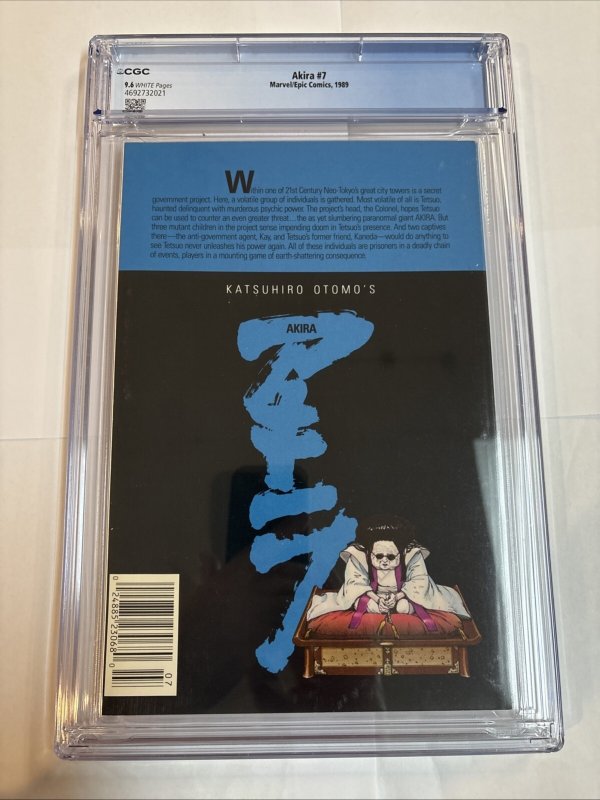 CGC
9.6 WHITE Pages
4692732021
Akira #7
Marvel/Epic Comics, 1989
Within one of 21st Century Neo-Tokyo's great city towers is a secret
government project. Here, a volatile group of individuals is gathered. Most volatile of all is Tetsuo,
haunted delinquent with murderous psychic power. The project's head, the Colonel, hopes Tetsuo
can be used to counter an even greater threat...the as yet slumbering paranormal giant AKIRA. But
three mutant children in the project sense impending doom in Tetsuo's presence. And two captives
there—the anti-government agent, Kay, and Tetsuo's former friend, Kaneda—would do anything to
see Tetsuo never unleashes his power again. All of these individuals are prisoners in a deadly chain
of events, players in a mounting game of earth-shattering consequence.
KATSUHIRO OTOMO'S
AKIRA
アキラ
0 24885 23068 0
07